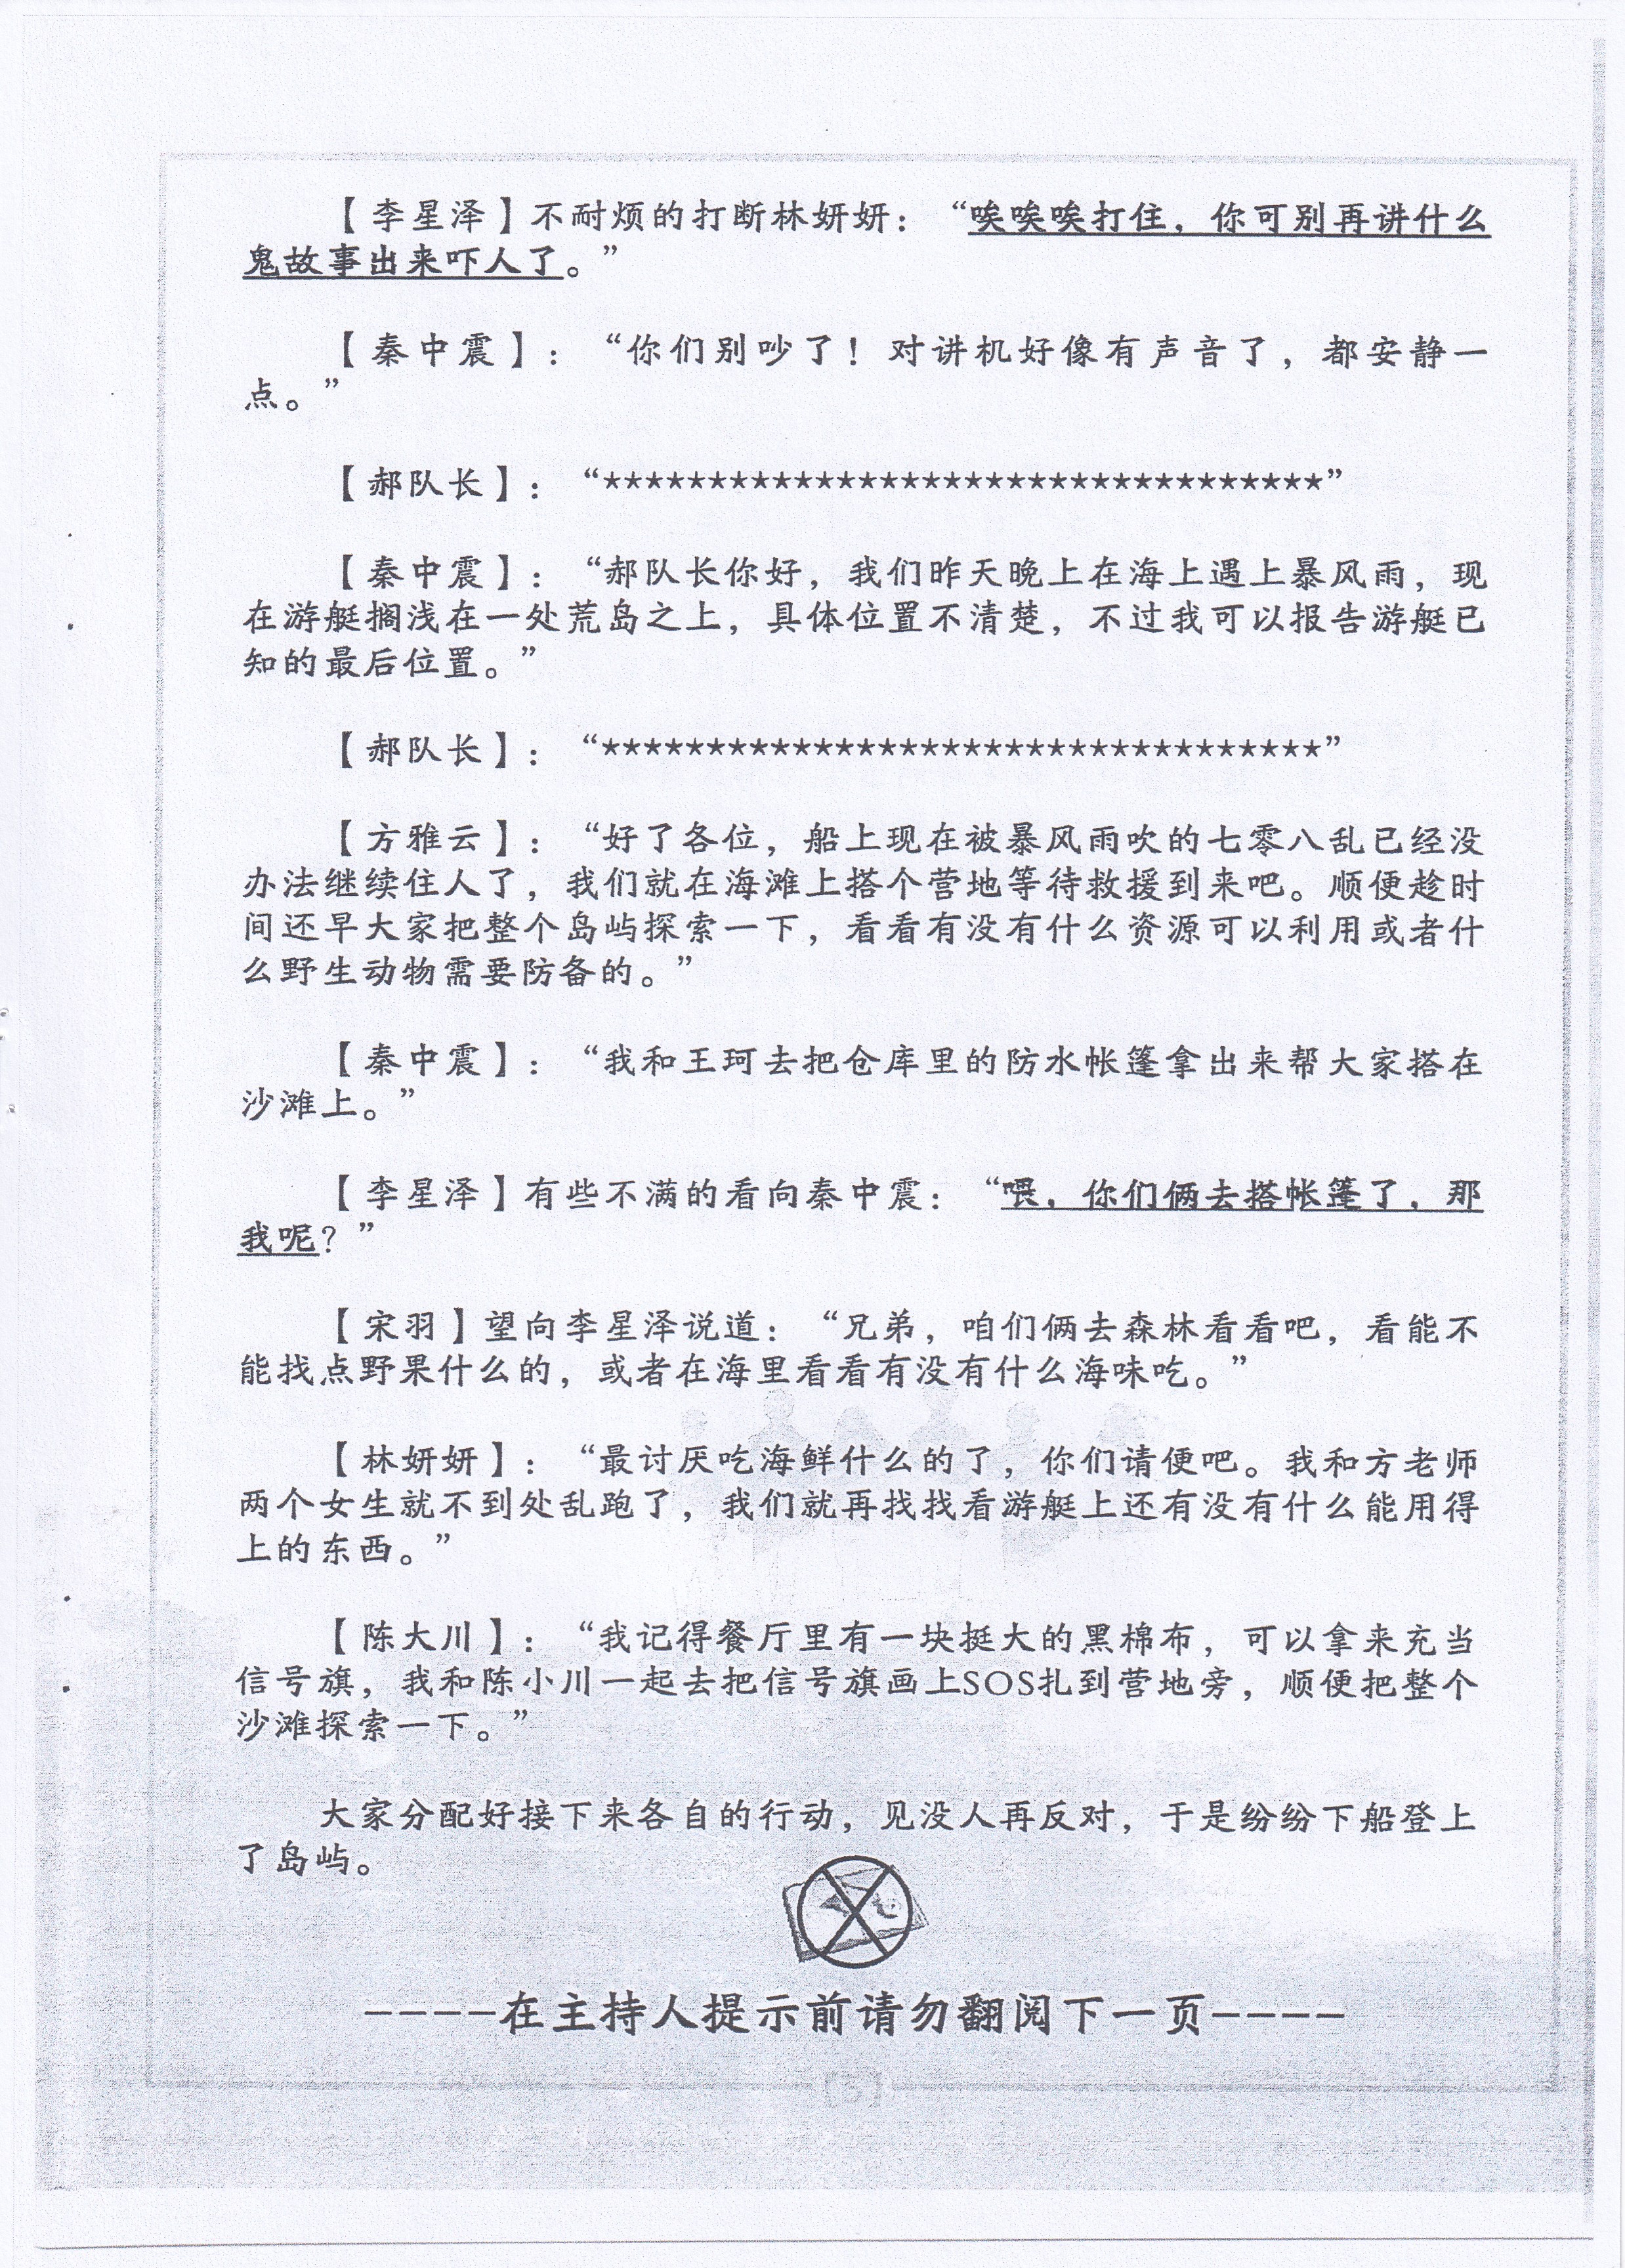 【李星泽】不耐烦的打断林妍妍：“唉唉唉打住，你可别再讲什么
鬼故事出来吓人了。”
【秦中震】：“你们别吵了！对讲机好像有声音了，都安静一
点。”
【郝队长】：“**********************************”
【秦中震】：“郝队长你好，我们昨天晚上在海上遇上暴风雨，现
在游艇搁浅在一处荒岛之上，具体位置不清楚，不过我可以报告游艇已
知的最后位置。”
【郝队长】：“**********************************”
【方雅云】：“好了各位，船上现在被暴风雨吹的七零八乱已经没
办法继续住人了，我们就在海滩上搭个营地等待救援到来吧。顺便趁时
间还早大家把整个岛屿探索一下，看看有没有什么资源可以利用或者什
么野生动物需要防备的。”
【秦中震】：“我和王珂去把仓库里的防水帐篷拿出来帮大家搭在
沙滩上。”
【李星泽】有些不满的看向秦中震：“喂，你们俩去搭帐篷了，那
我呢？”
【宋羽】望向李星泽说道：“兄弟，咱们俩去森林看看吧，看能不
能找点野果什么的，或者在海里看看有没有什么海味吃。”
【林妍妍】：“最讨厌吃海鲜什么的了，你们请便吧。我和方老师
两个女生就不到处乱跑了，我们就再找找看游艇上还有没有什么能用得
上的东西。”
【陈大川】：“我记得餐厅里有一块挺大的黑棉布，可以拿来充当
信号旗，我和陈小川一起去把信号旗画上SOS扎到营地旁，顺便把整个
沙滩探索一下。”
大家分配好接下来各自的行动，见没人再反对，于是纷纷下船登上
了岛屿。
----在主持人提示前请勿翻阅下一页----
【5】